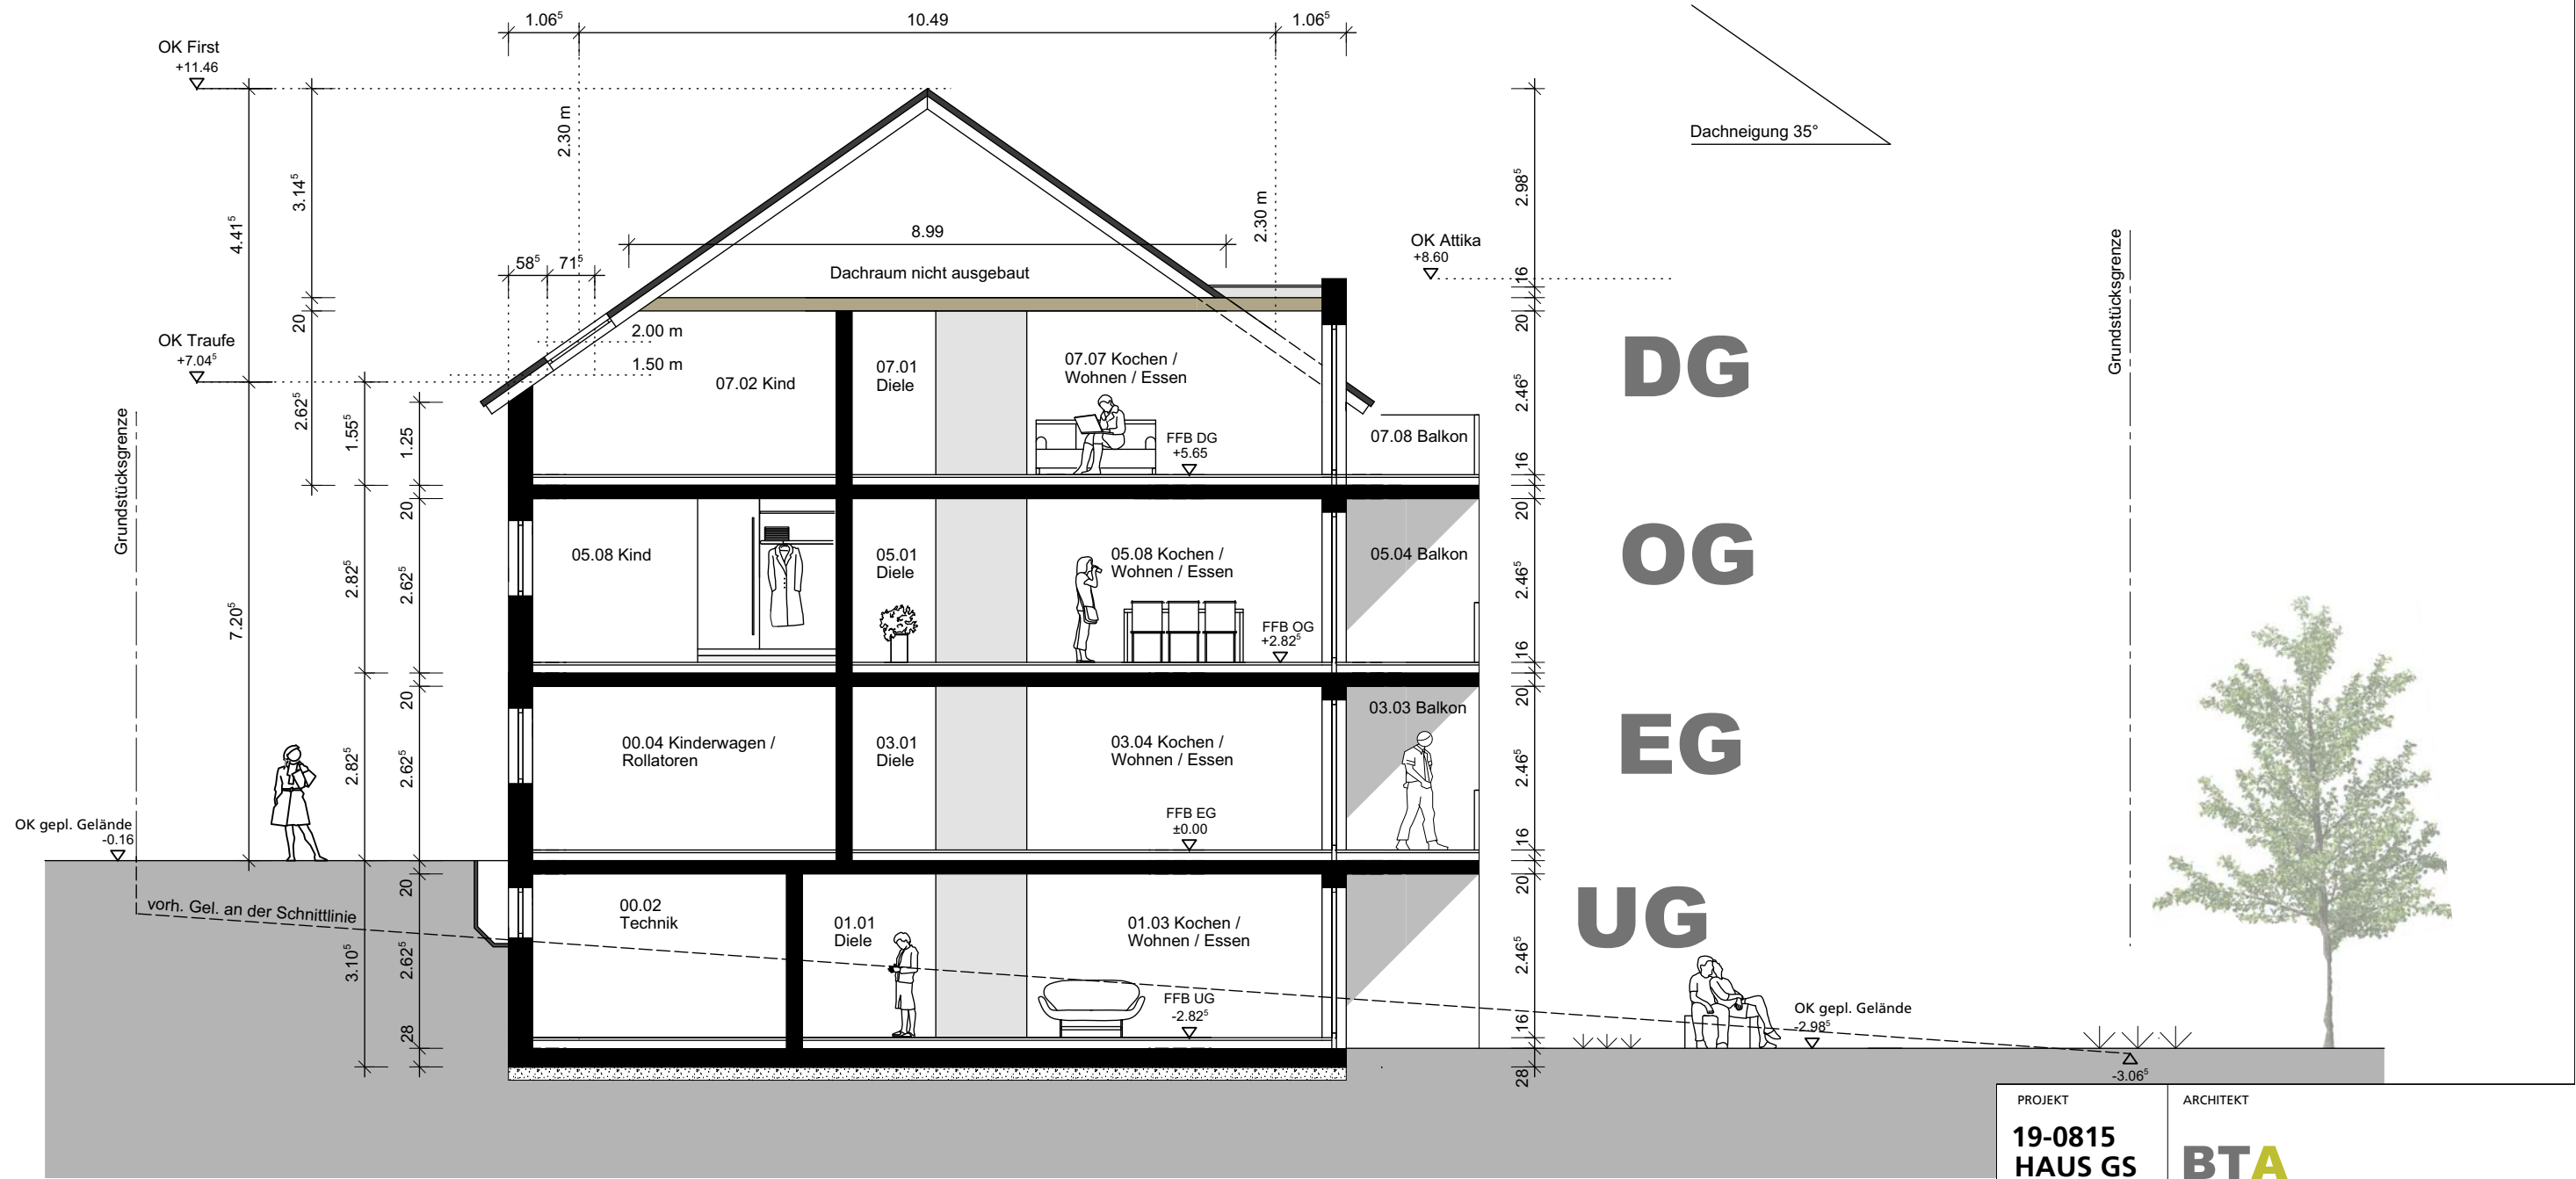 1.06⁵
10.49
1.06⁵
OK First
+11.46
2.30 m
Dachneigung 35°
3.14⁵
2.98⁵
4.41⁵
2.30 m
8.99
OK Attika
+8.60
Grundstücksgrenze
58⁵
71⁵
Dachraum nicht ausgebaut
16
20
20
OK Traufe
+7.04⁵
2.00 m
1.50 m
07.02 Kind
07.01
Diele
07.07 Kochen /
Wohnen / Essen
DG
2.46⁵
2.62⁵
1.55⁵
1.25
FFB DG
+5.65
07.08 Balkon
16
Grundstücksgrenze
20
20
05.08 Kind
05.01
Diele
05.08 Kochen /
Wohnen / Essen
05.04 Balkon
OG
2.82⁵
2.62⁵
2.46⁵
7.20⁵
FFB OG
+2.82⁵
16
20
20
03.03 Balkon
00.04 Kinderwagen /
Rollatoren
03.01
Diele
03.04 Kochen /
Wohnen / Essen
EG
2.82⁵
2.62⁵
2.46⁵
OK gepl. Gelände
-0.16
FFB EG
±0.00
16
20
20
vorh. Gel. an der Schnittlinie
00.02
Technik
01.01
Diele
01.03 Kochen /
Wohnen / Essen
UG
3.10⁵
2.62⁵
2.46⁵
FFB UG
-2.82⁵
OK gepl. Gelände
-2.98⁵
28
16
28
-3.06⁵
PROJEKT
ARCHITEKT
19-0815
HAUS GS
BTA